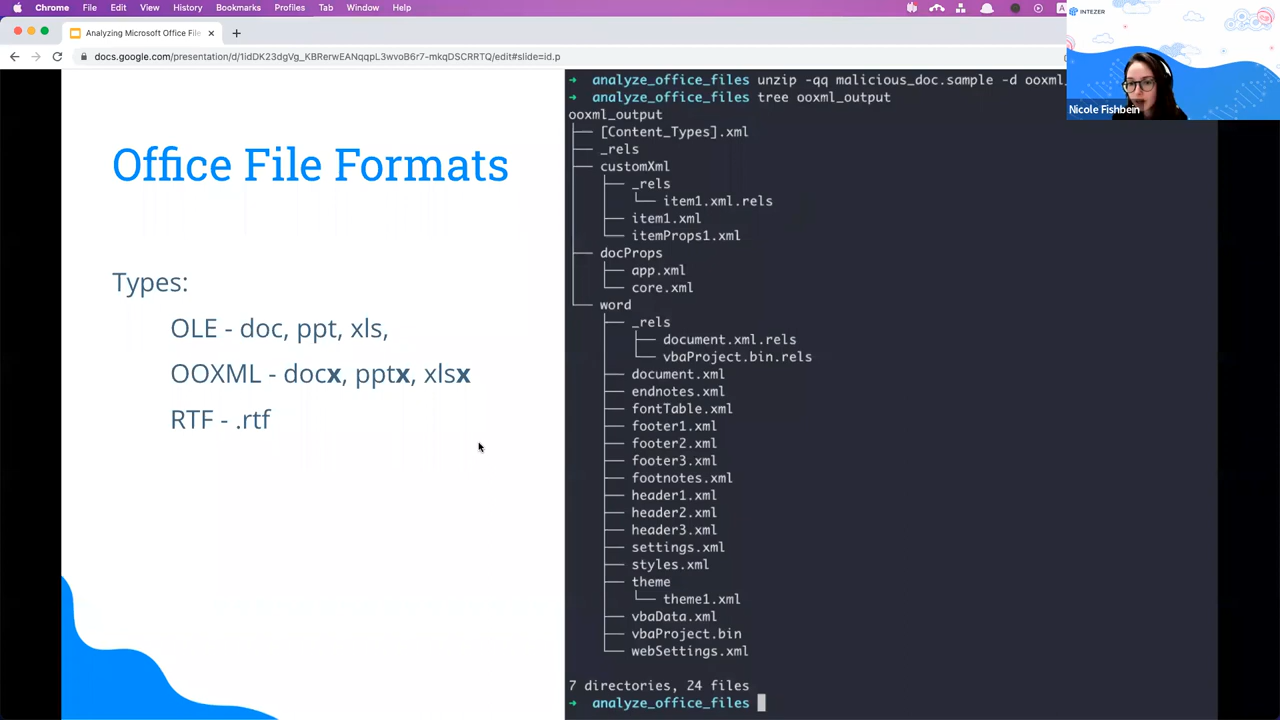 Chrome File Edit View History Bookmarks Profiles Tab Window Help
Analyzing Microsoft Office File
docs.google.com/presentation/d/1idDK23dgVg_KBRerwEANqqpL3wvoB6r7-mkqDSCRRTQ/edit#slide=id.p
INTEZER
Nicole Fishbein
Office File Formats
Types:
OLE - doc, ppt, xls,
OOXML - docx, pptx, xlsx
RTF - .rtf
→ analyze_office_files unzip -qq malicious_doc.sample -d ooxml
→ analyze_office_files tree ooxml_output
ooxml_output
├── [Content_Types].xml
├── _rels
├── customXml
│   ├── _rels
│   │   └── item1.xml.rels
│   ├── item1.xml
│   └── itemProps1.xml
├── docProps
│   ├── app.xml
│   └── core.xml
└── word
    ├── _rels
    │   ├── document.xml.rels
    │   └── vbaProject.bin.rels
    ├── document.xml
    ├── endnotes.xml
    ├── fontTable.xml
    ├── footer1.xml
    ├── footer2.xml
    ├── footer3.xml
    ├── footnotes.xml
    ├── header1.xml
    ├── header2.xml
    ├── header3.xml
    ├── settings.xml
    ├── styles.xml
    ├── theme
    │   └── theme1.xml
    ├── vbaData.xml
    ├── vbaProject.bin
    └── webSettings.xml
7 directories, 24 files
→ analyze_office_files